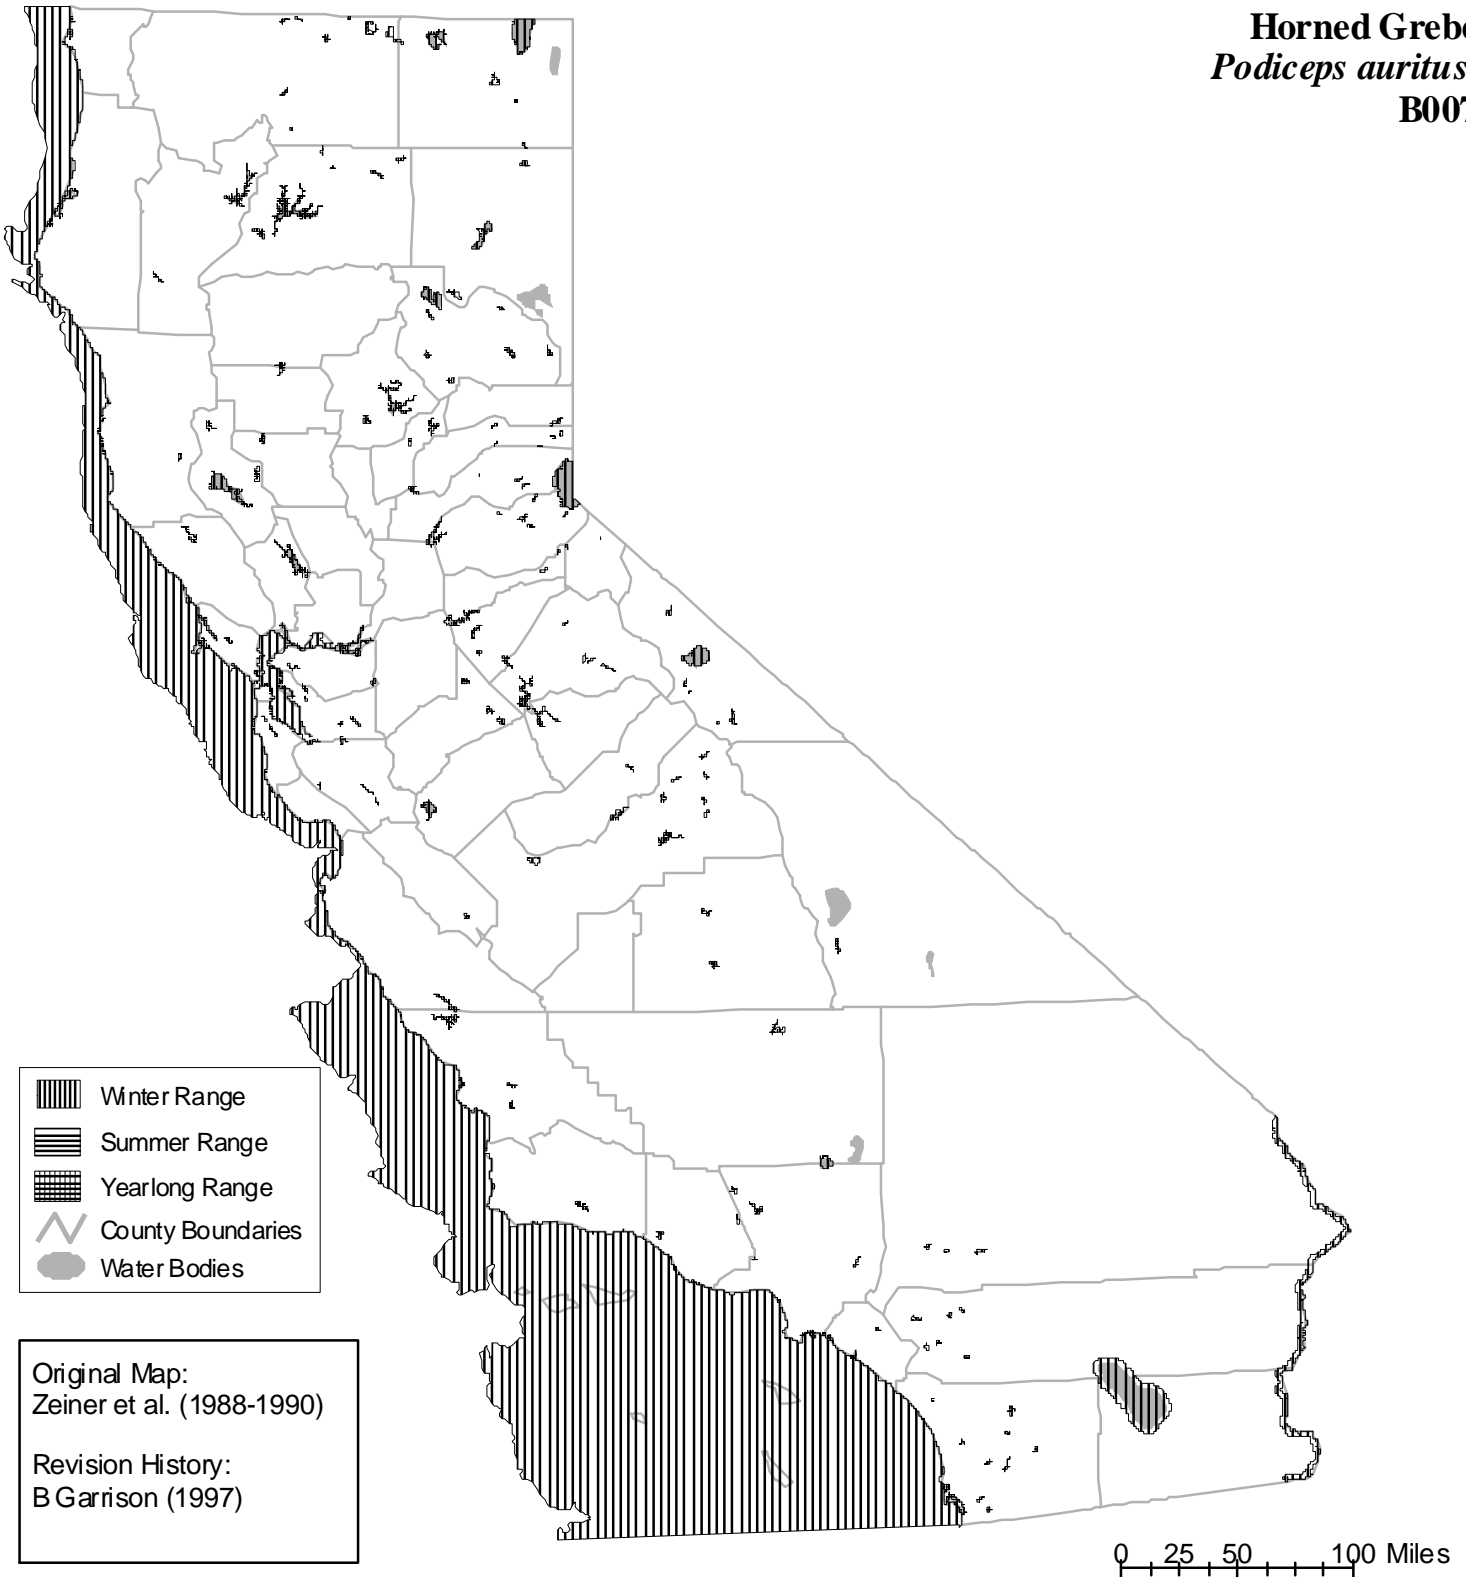 Horned Grebe
Podiceps auritus
B007
Winter Range
Summer Range
Yearlong Range
County Boundaries
Water Bodies
Original Map:
Zeiner et al. (1988-1990)
Revision History:
B Garrison (1997)
0 25 50 100 Miles